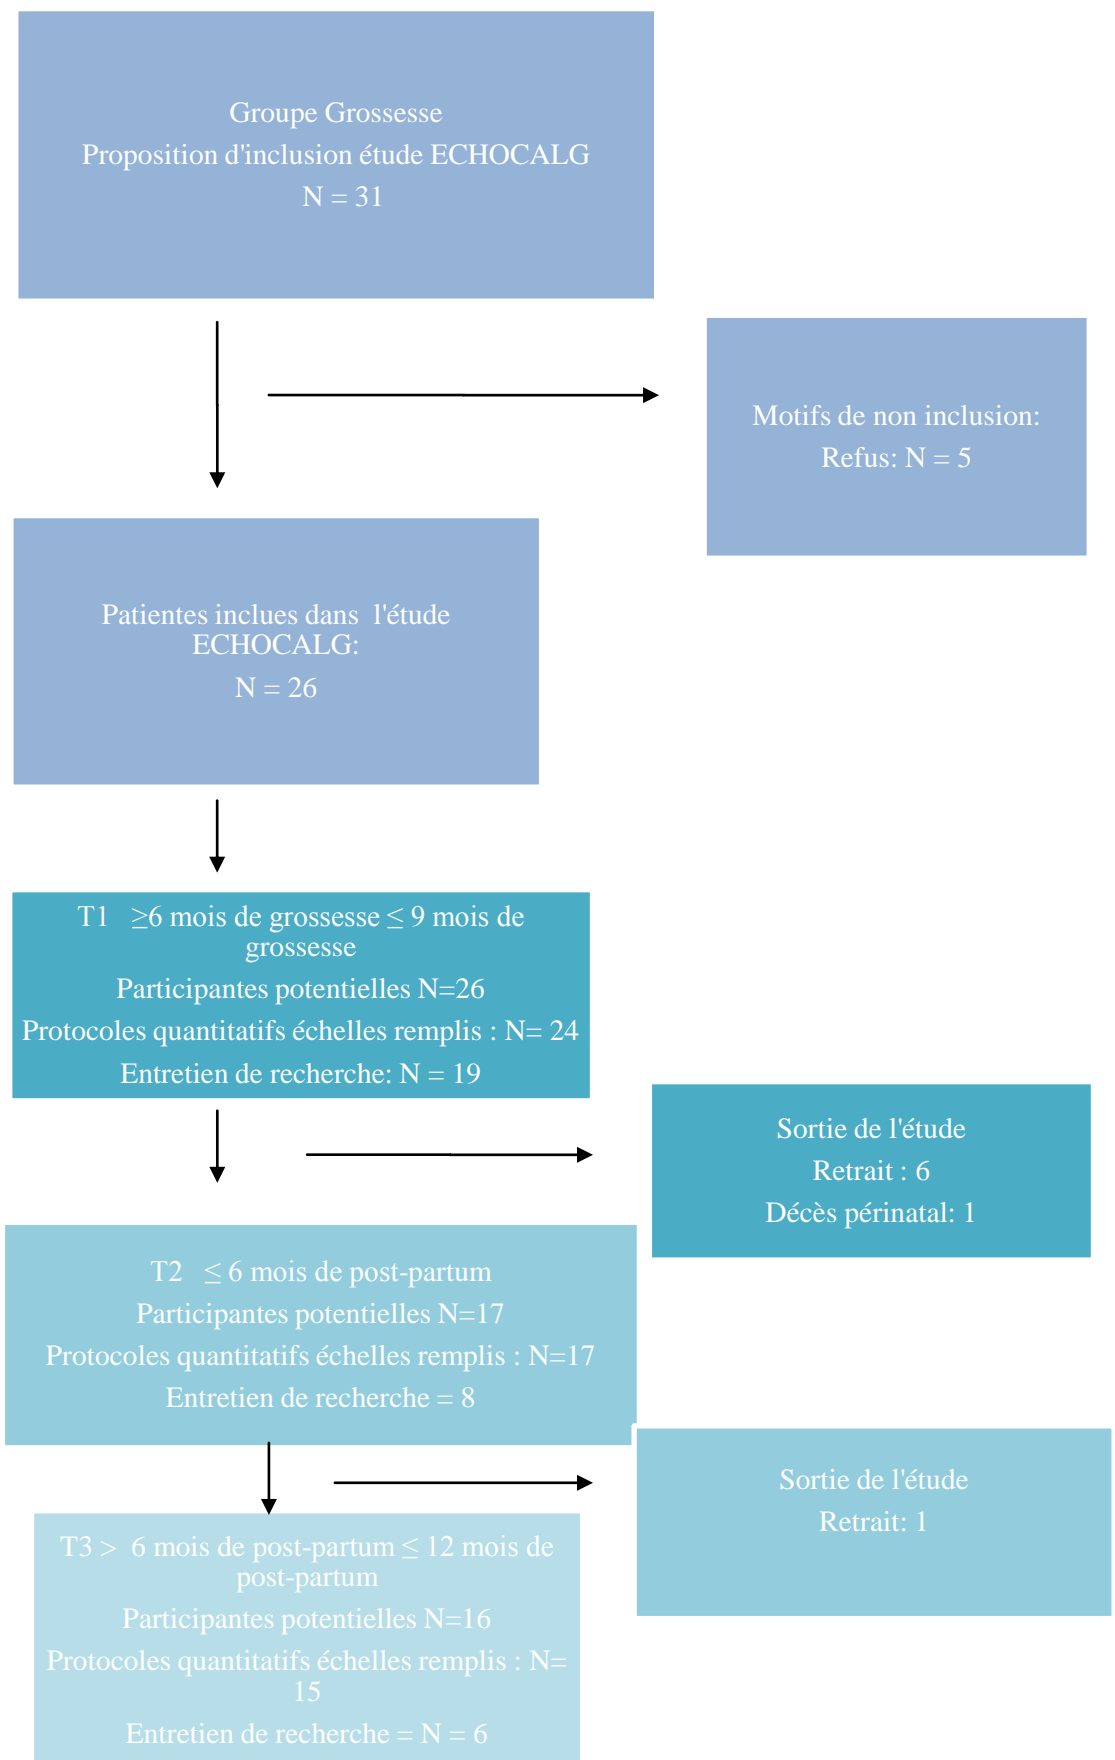 Groupe Grossesse
Proposition d'inclusion étude ECHOCALG
N = 31
Motifs de non inclusion:
Refus: N = 5
Patientes inclues dans l'étude
ECHOCALG:
N = 26
T1 ≥6 mois de grossesse ≤ 9 mois de
grossesse
Participantes potentielles N=26
Protocoles quantitatifs échelles remplis : N= 24
Entretien de recherche: N = 19
Sortie de l'étude
Retrait : 6
Décès périnatal: 1
T2 ≤ 6 mois de post-partum
Participantes potentielles N=17
Protocoles quantitatifs échelles remplis : N=17
Entretien de recherche = 8
Sortie de l'étude
Retrait: 1
T3 > 6 mois de post-partum ≤ 12 mois de
post-partum
Participantes potentielles N=16
Protocoles quantitatifs échelles remplis : N=
15
Entretien de recherche = N = 6